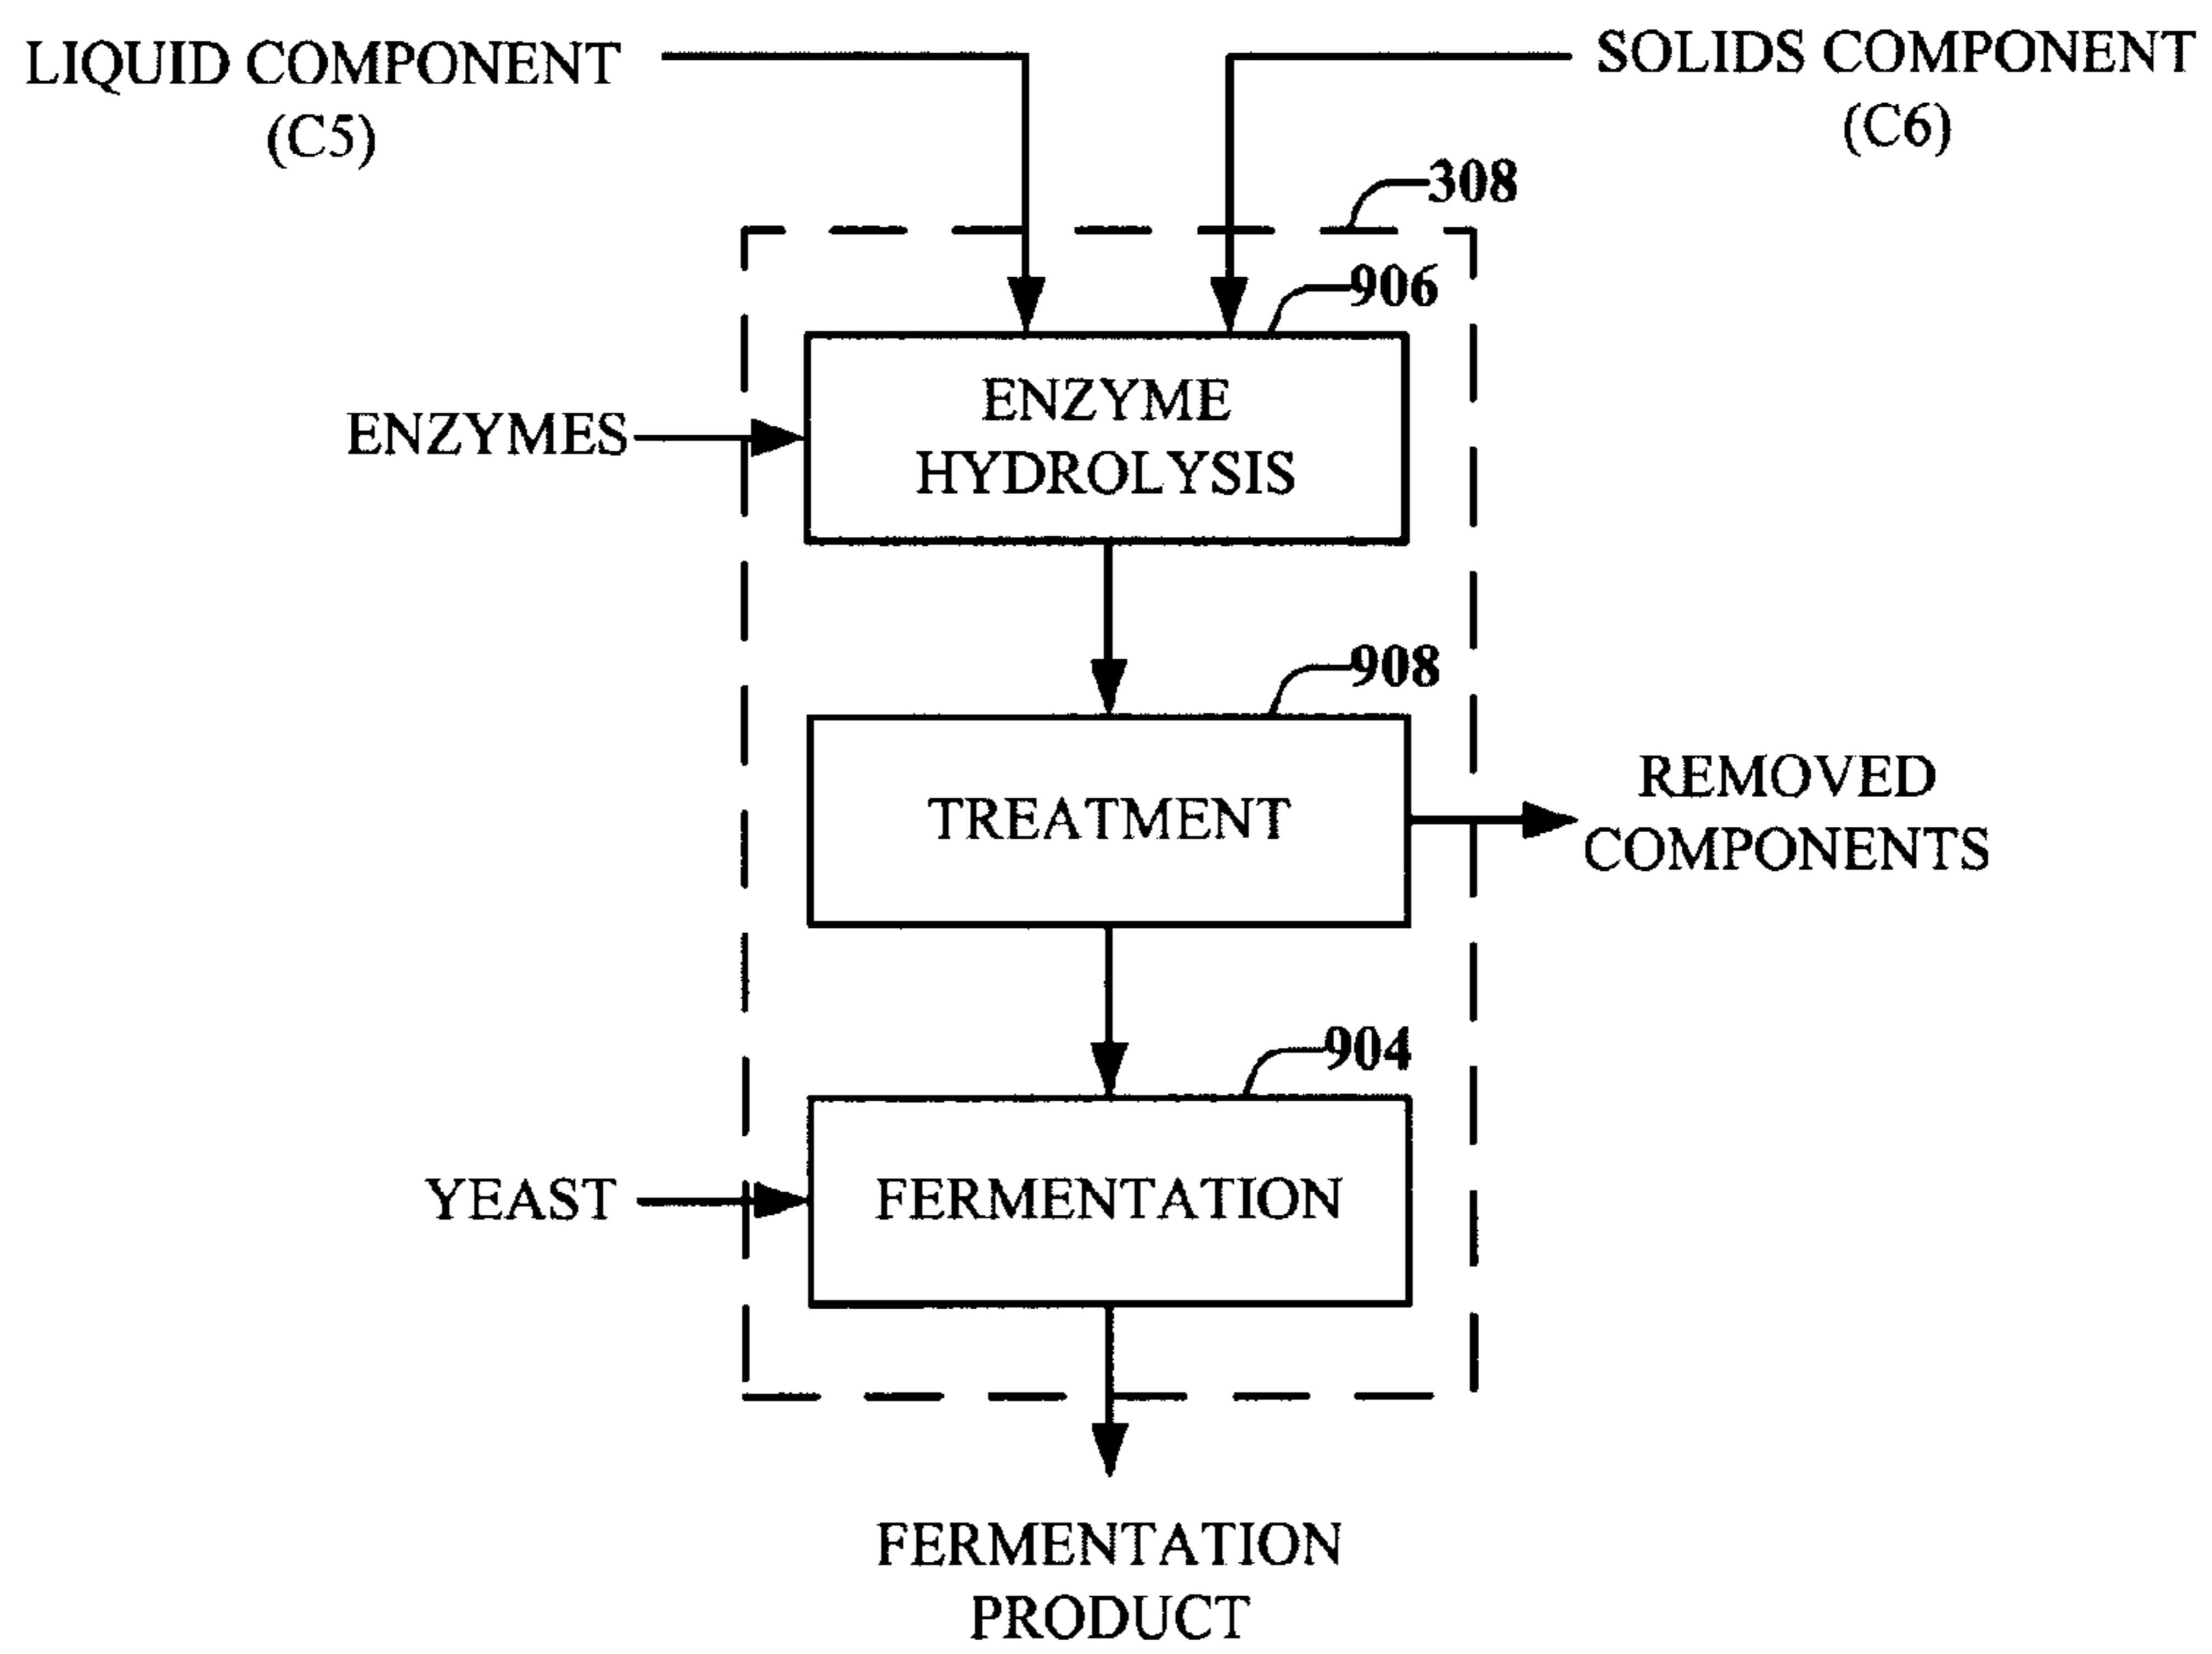 LIQUID COMPONENT
(C5)
SOLIDS COMPONENT
(C6)
308
906
ENZYMES
ENZYME
HYDROLYSIS
908
TREATMENT
REMOVED
COMPONENTS
904
YEAST
FERMENTATION
FERMENTATION
PRODUCT